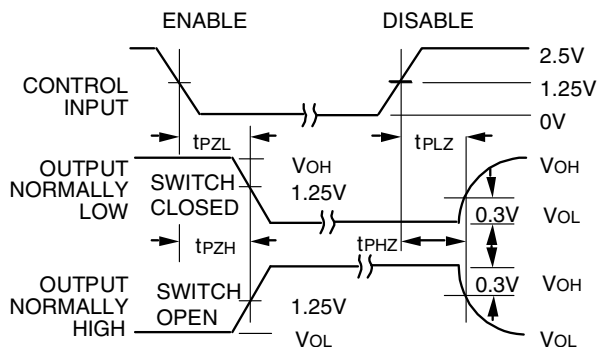 ENABLE DISABLE
CONTROL
INPUT
2.5V
1.25V
0V
tPZL tPLZ
OUTPUT
NORMALLY
LOW
SWITCH
CLOSED
VOH
1.25V
VOH
0.3V VOL
tPZH tPHZ
OUTPUT
NORMALLY
HIGH
SWITCH
OPEN
1.25V
VOL
0.3V VOH
VOL